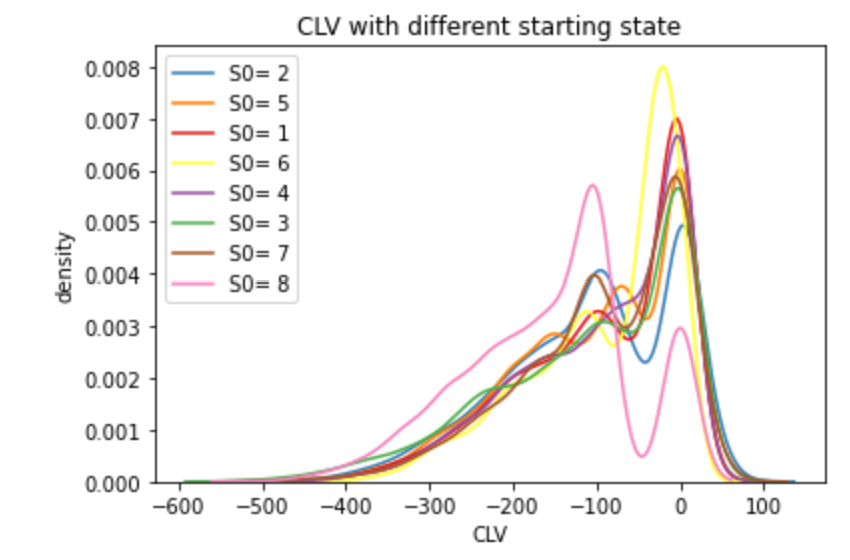 CLV with different starting state
S0= 2
S0= 5
S0= 1
S0= 6
S0= 4
S0= 3
S0= 7
S0= 8
0.008
0.007
0.006
0.005
0.004
0.003
0.002
0.001
0.000
density
−600 −500 −400 −300 −200 −100 0 100
CLV